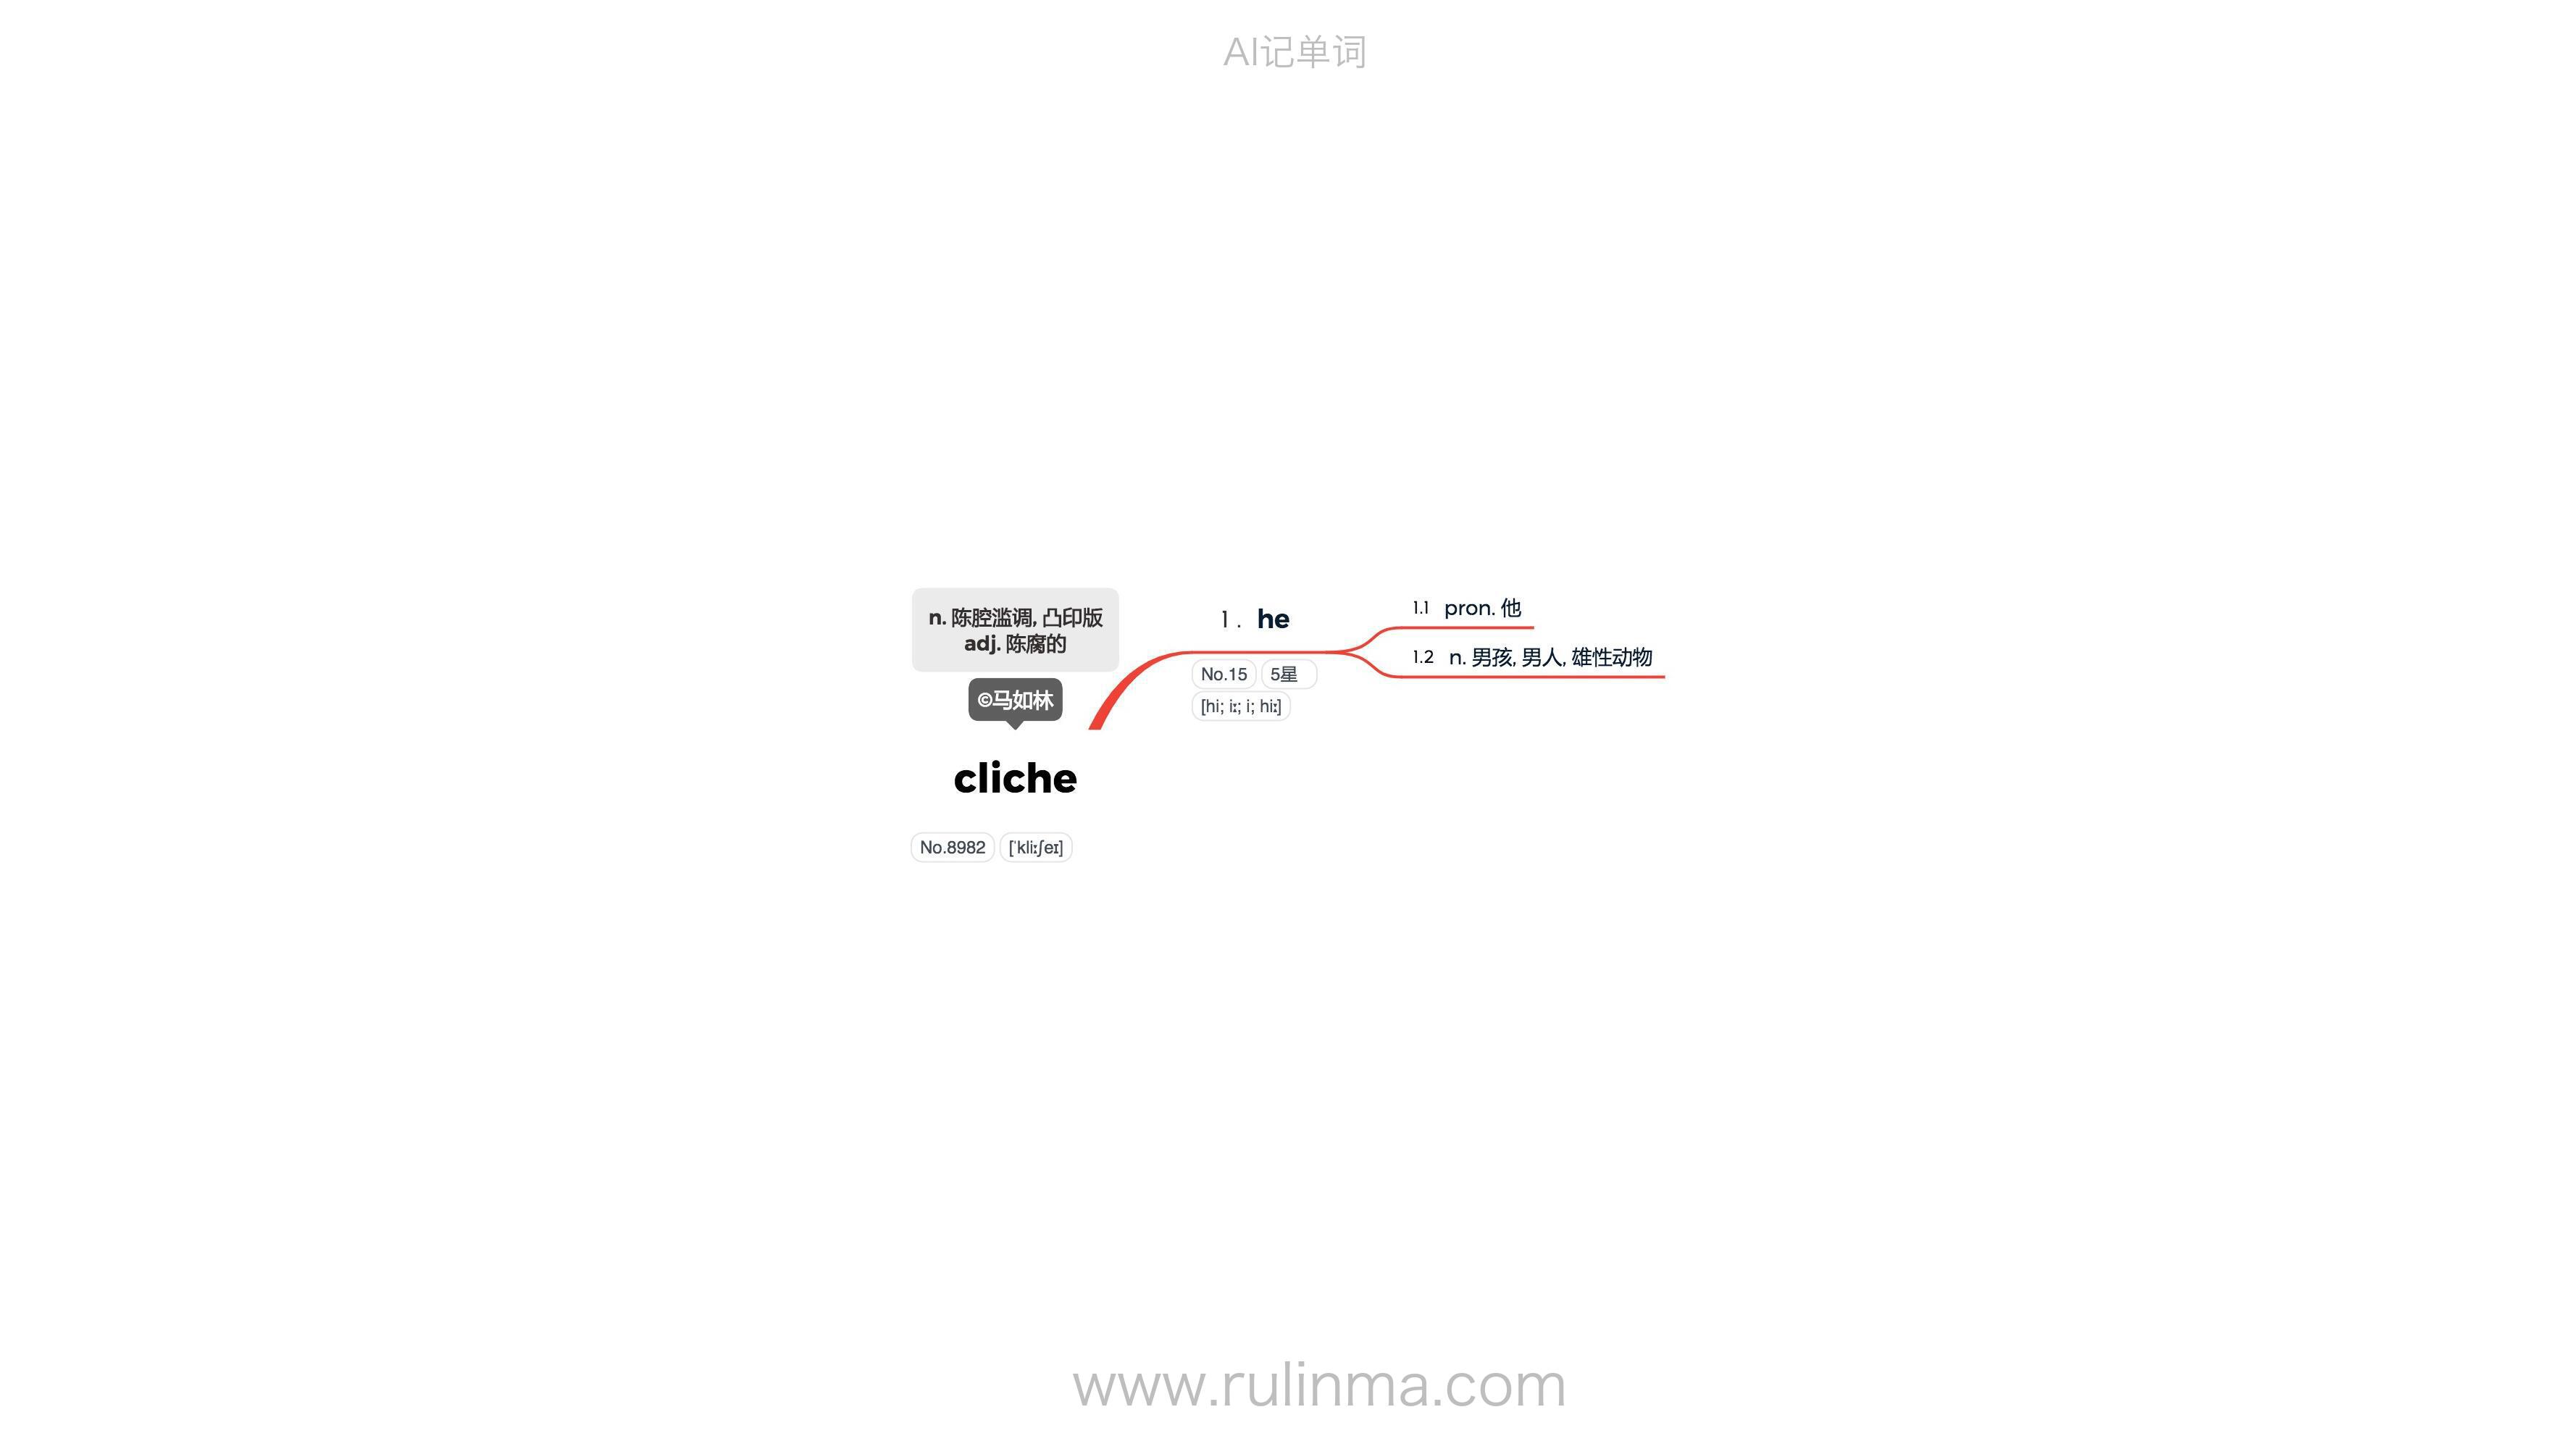 AI记单词
n. 陈腔滥调, 凸印版
adj. 陈腐的
©马如林
cliche
No.8982 [ˈkliːʃeɪ]
1. he
No.15 5星
[hi; iː; i; hiː]
1.1 pron. 他
1.2 n. 男孩, 男人, 雄性动物
www.rulinma.com